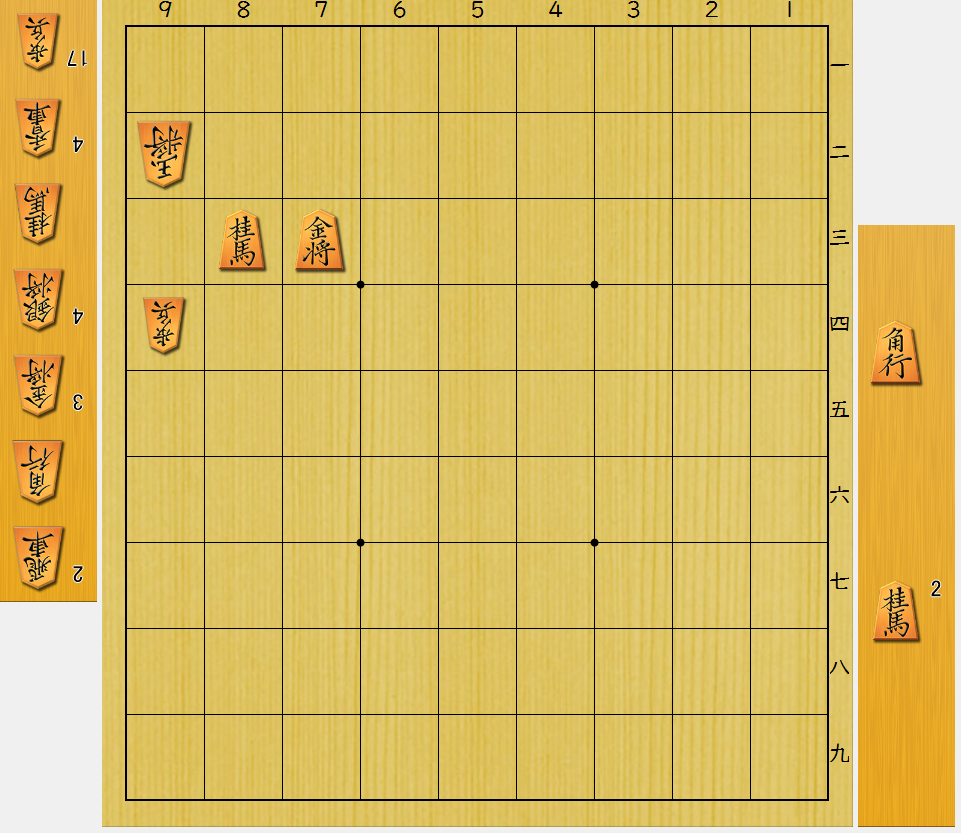 9 8 7 6 5 4 3 2 1
歩兵 17
香車 4
桂馬
銀将 4
金将 3
角行
飛車 2
一
玉将 二
桂馬 金将 三
歩兵 四
五
六
七
八
九
角行
桂馬 2